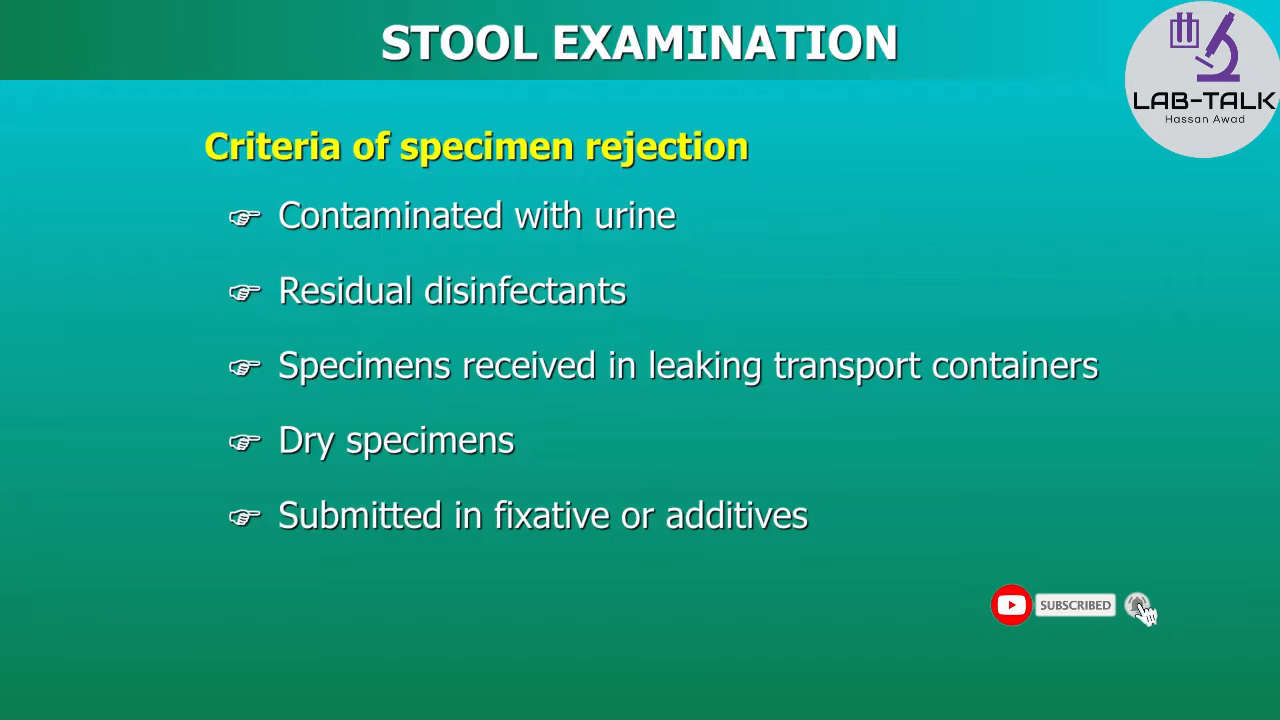 STOOL EXAMINATION
LAB-TALK
Hassan Awad
Criteria of specimen rejection
☞ Contaminated with urine
☞ Residual disinfectants
☞ Specimens received in leaking transport containers
☞ Dry specimens
☞ Submitted in fixative or additives
SUBSCRIBED